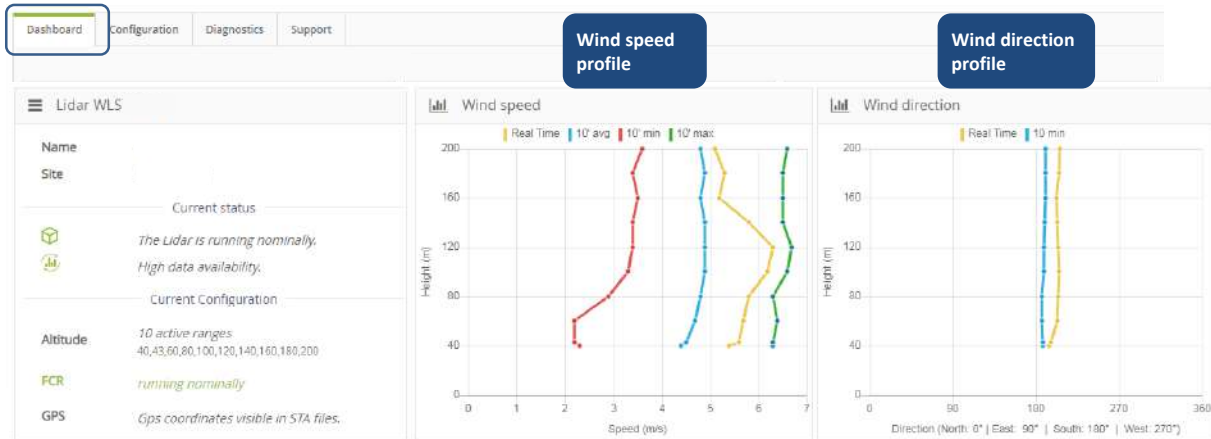 Dashboard
Configuration
Diagnostics
Support
Wind speed
profile
Wind direction
profile
Lidar WLS
Name
Site
Current status
The Lidar is running nominally.
High data availability.
Current Configuration
Altitude
10 active ranges
40,43,60,80,100,120,140,160,180,200
FCR
running nominally
GPS
Gps coordinates visible in STA files.
Wind speed
Real Time 10' avg 10' min 10' max
200
160
120
80
40
0
Height (m)
0 1 2 3 4 5 6 7
Speed (m/s)
Wind direction
Real Time 10 min
200
160
120
80
40
0
Height (m)
0 90 180 270 360
Direction (North: 0° | East: 90° | South: 180° | West: 270°)